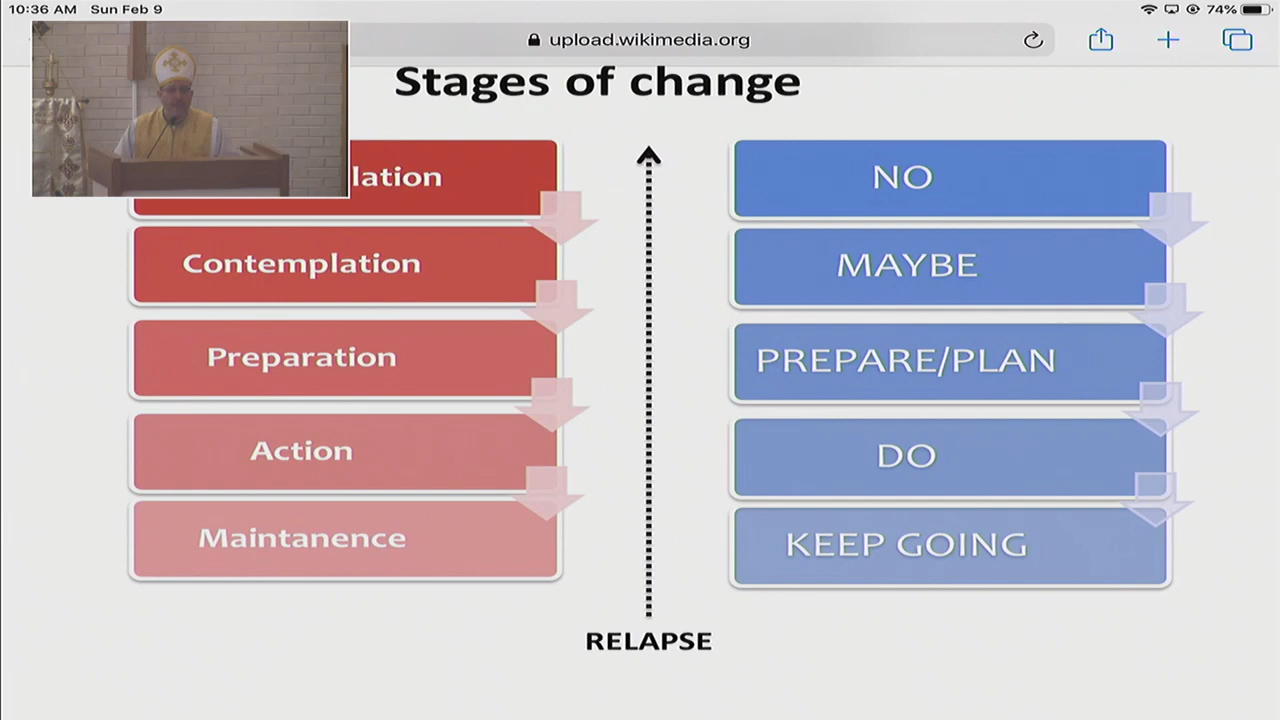 10:36 AM Sun Feb 9
74%
upload.wikimedia.org
Stages of change
lation
NO
Contemplation
MAYBE
Preparation
PREPARE/PLAN
Action
DO
Maintanence
KEEP GOING
RELAPSE